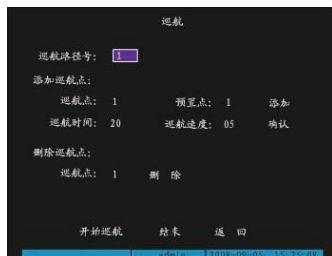 巡航
巡航路径号: 1
添加巡航点:
巡航点: 1 预置点: 1 添加
巡航时间: 20 巡航速度: 05 确认
删除巡航点:
巡航点: 1 删 除
开始巡航 结束 返 回
admin 2008-09-05 15:25:08